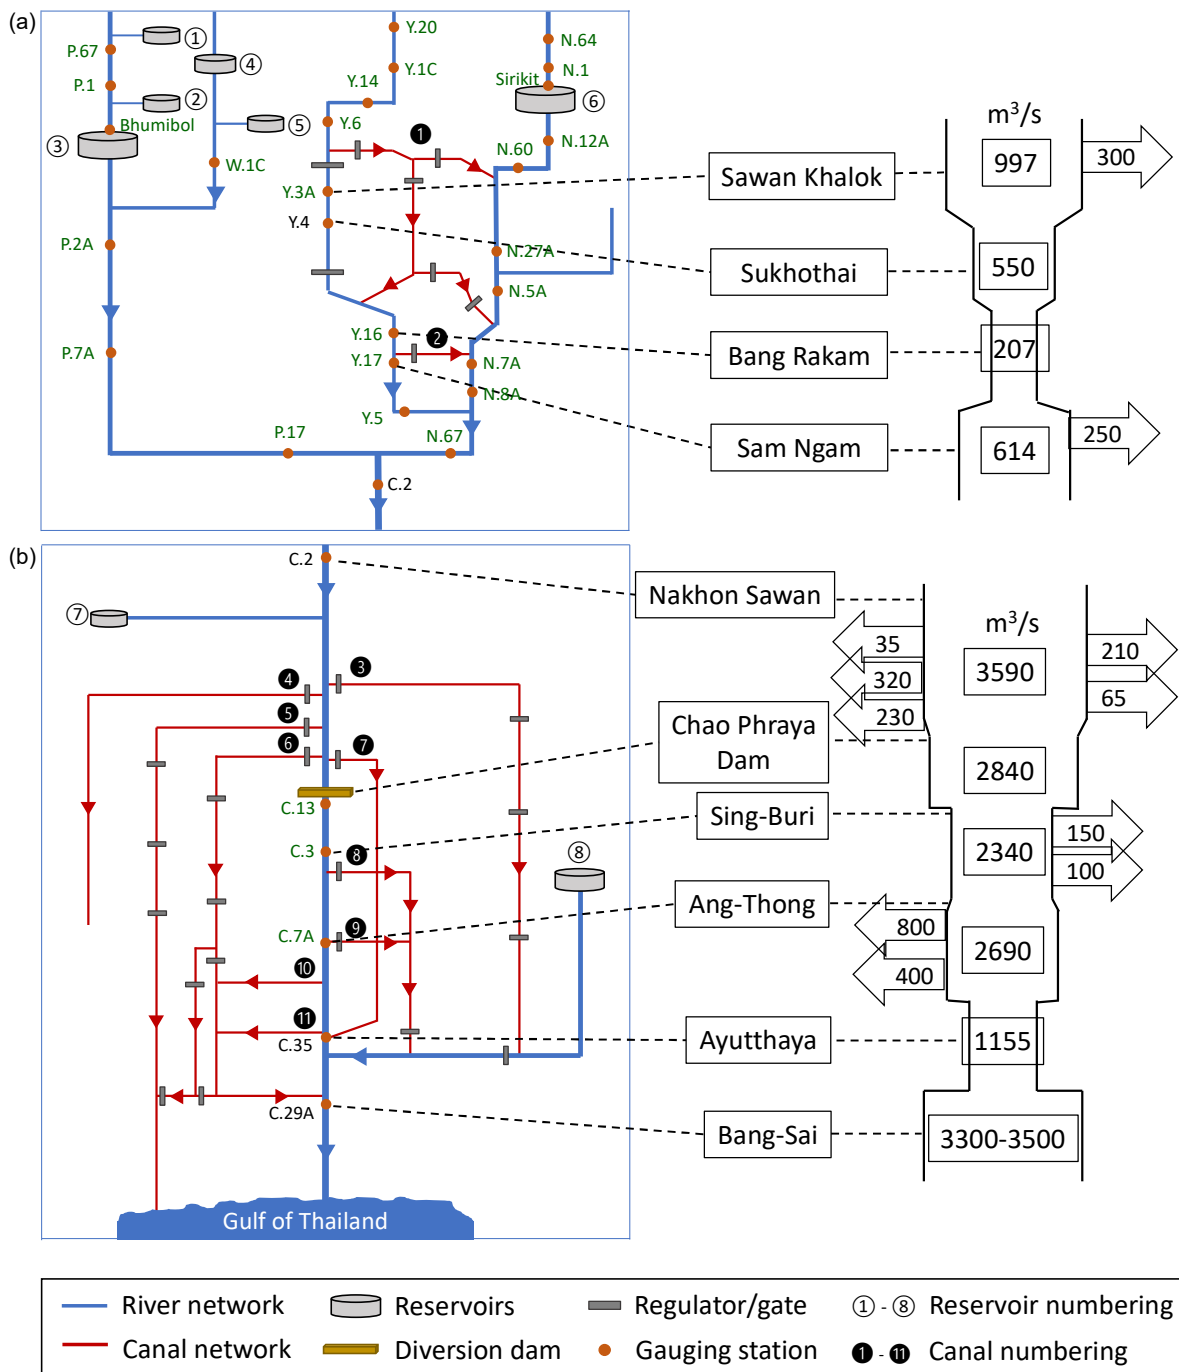 (a)
P.67
①
④
P.1
②
Bhumibol
③
⑤
W.1C
P.2A
P.7A
P.17
Y.20
Y.1C
Y.14
Y.6
❶
Y.3A
Y.4
Y.16
❷
Y.17
Y.5
N.64
N.1
Sirikit
⑥
N.12A
N.60
N.27A
N.5A
N.7A
N.8A
N.67
C.2
Sawan Khalok
Sukhothai
Bang Rakam
Sam Ngam
m³/s
997
300
550
207
614
250
(b)
C.2
⑦
❸
❹
❺
❻
❼
C.13
C.3
❽
⑧
C.7A
❾
❿
⓫
C.35
C.29A
Gulf of Thailand
Nakhon Sawan
Chao Phraya
Dam
Sing-Buri
Ang-Thong
Ayutthaya
Bang-Sai
m³/s
35
320
230
3590
210
65
2840
2340
150
100
800
400
2690
1155
3300-3500
River network
Reservoirs
Regulator/gate
① - ⑧ Reservoir numbering
Canal network
Diversion dam
Gauging station
❶ - ⓫ Canal numbering